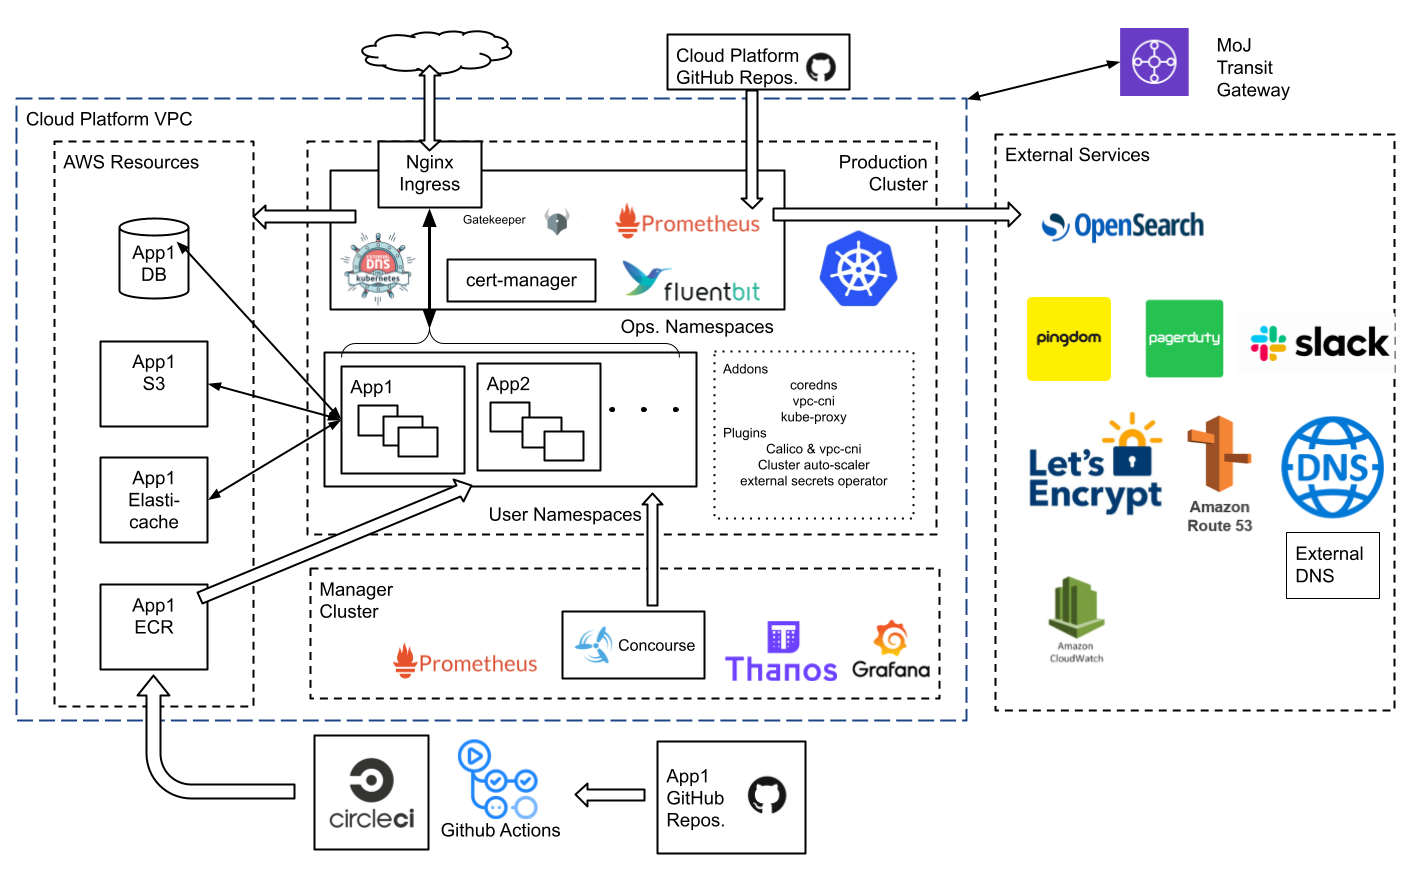 Cloud Platform
GitHub Repos.
MoJ
Transit
Gateway
Cloud Platform VPC
AWS Resources
App1
DB
App1
S3
App1
Elasti-
cache
App1
ECR
Nginx
Ingress
Production
Cluster
Gatekeeper
Prometheus
EXTERNAL
DNS
kubernetes
cert-manager
fluentbit
Ops. Namespaces
App1
App2
User Namespaces
Addons
coredns
vpc-cni
kube-proxy
Plugins
Calico & vpc-cni
Cluster auto-scaler
external secrets operator
Manager
Cluster
Prometheus
Concourse
Thanos
Grafana
External Services
OpenSearch
pingdom
pagerduty
slack
Let's
Encrypt
Amazon
Route 53
DNS
External
DNS
Amazon
CloudWatch
circleci
Github Actions
App1
GitHub
Repos.